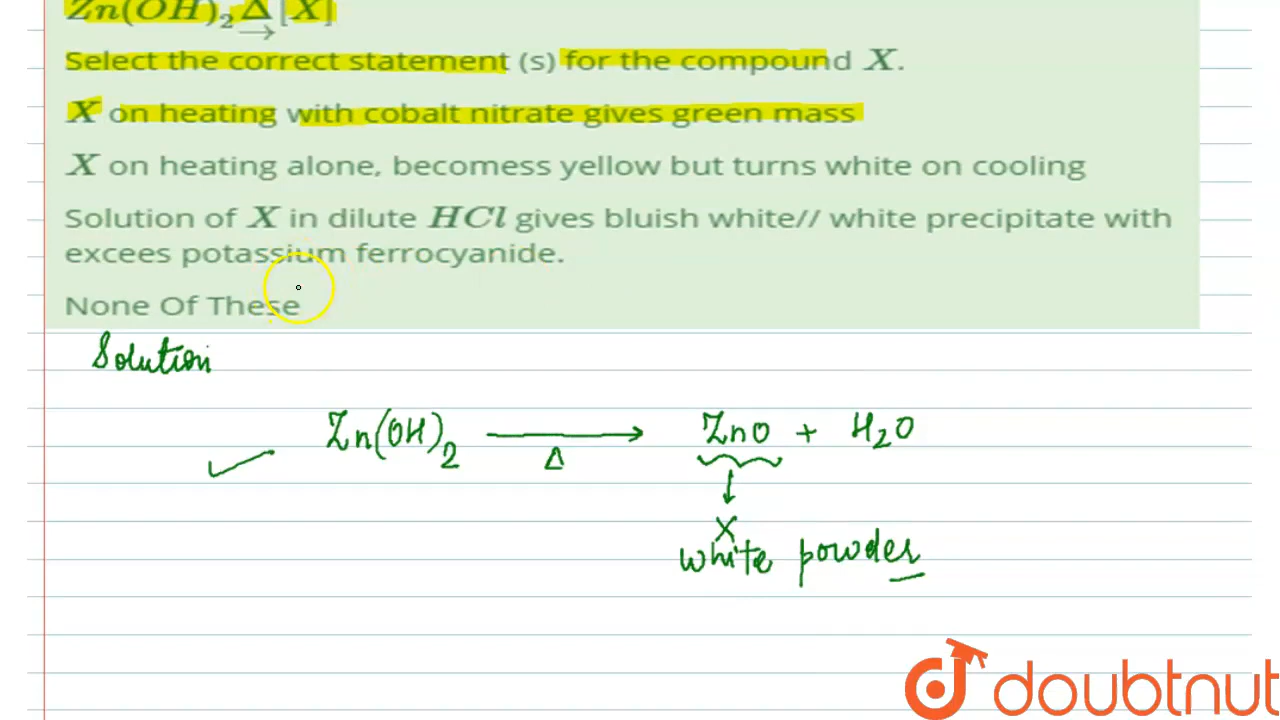 Zn(OH)₂ Δ→ [X]
Select the correct statement (s) for the compound X.
X on heating with cobalt nitrate gives green mass
X on heating alone, becomess yellow but turns white on cooling
Solution of X in dilute HCl gives bluish white// white precipitate with
excees potassium ferrocyanide.
None Of These
Solution
Zn(OH)₂ →Δ ZnO + H₂O
X
white powder
doubtnut